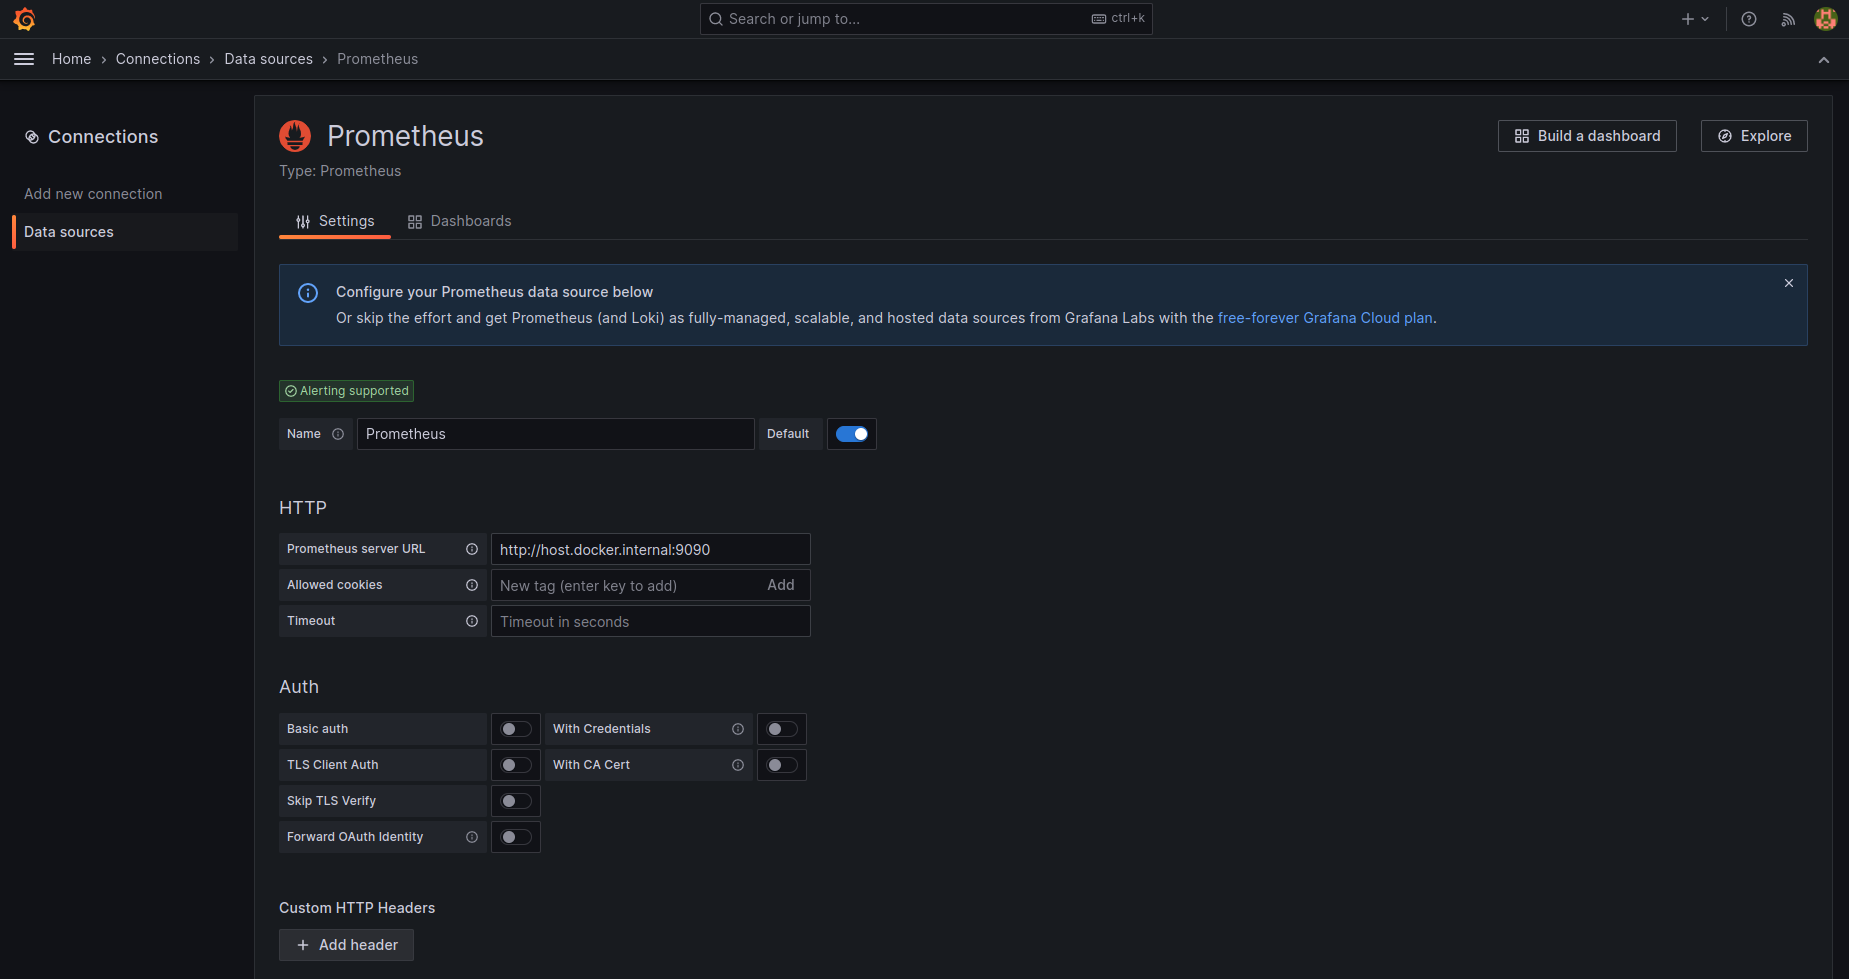 Search or jump to...
ctrl+k
Home › Connections › Data sources › Prometheus
Connections
Add new connection
Data sources
Prometheus
Type: Prometheus
Build a dashboard
Explore
Settings
Dashboards
Configure your Prometheus data source below
Or skip the effort and get Prometheus (and Loki) as fully-managed, scalable, and hosted data sources from Grafana Labs with the free-forever Grafana Cloud plan.
Alerting supported
Name Prometheus Default
HTTP
Prometheus server URL http://host.docker.internal:9090
Allowed cookies New tag (enter key to add) Add
Timeout Timeout in seconds
Auth
Basic auth With Credentials
TLS Client Auth With CA Cert
Skip TLS Verify
Forward OAuth Identity
Custom HTTP Headers
Add header